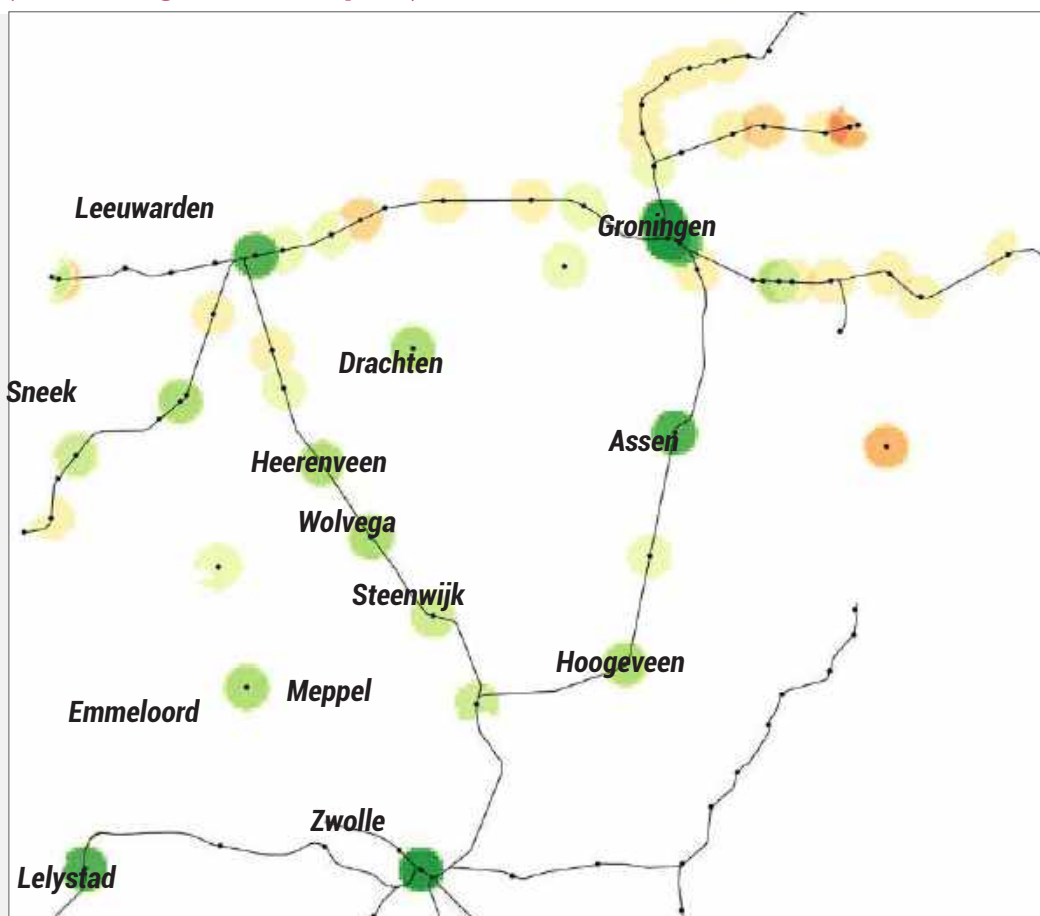 Leeuwarden
Groningen
Drachten
Sneek
Assen
Heerenveen
Wolvega
Steenwijk
Hoogeveen
Meppel
Emmeloord
Zwolle
Lelystad